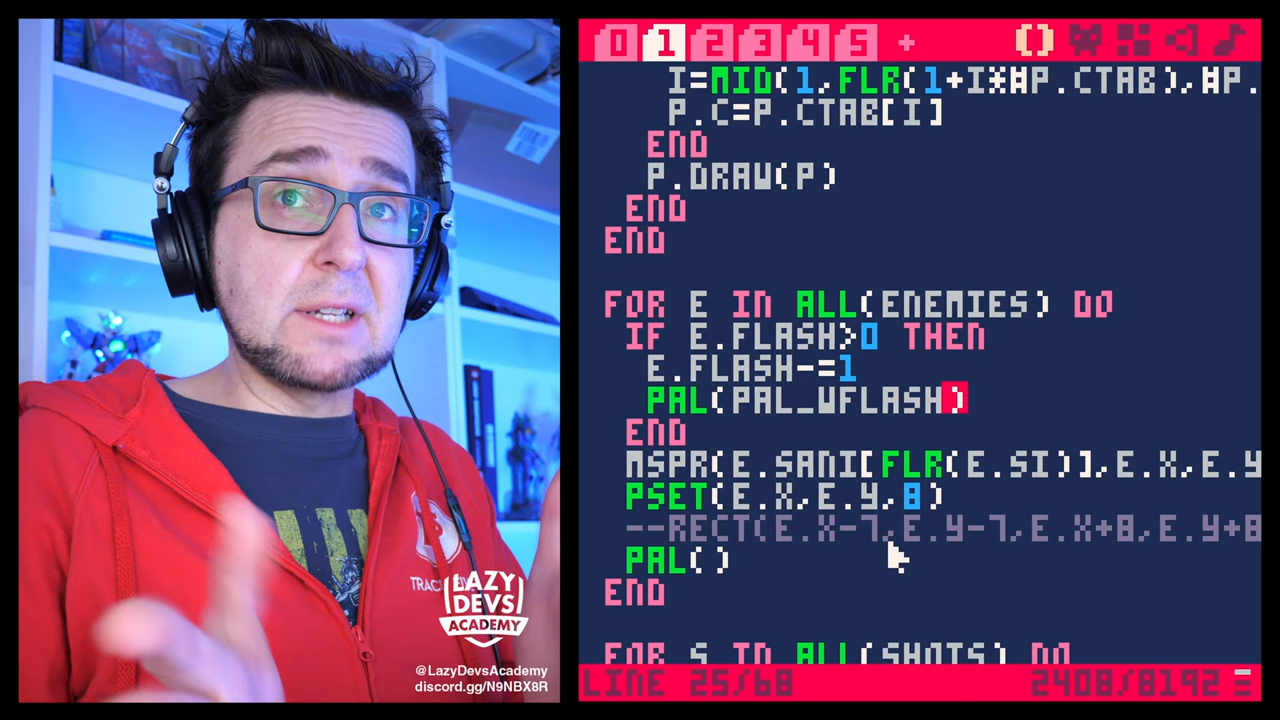 LAZY
DEVS
ACADEMY
@LazyDevsAcademy
discord.gg/N9NBX8R
0 1 2 3 4 5 + ()
I=MID(1,FLR(1+I*#P.CTAB),#P.
P.C=P.CTAB[I]
END
P.DRAW(P)
END
END
FOR E IN ALL(ENEMIES) DO
IF E.FLASH>0 THEN
E.FLASH-=1
PAL(PAL_WFLASH)
END
MSPR(E.SANI[FLR(E.SI)],E.X,E.Y
PSET(E.X,E.Y,8)
--RECT(E.X-7,E.Y-7,E.X+8,E.Y+8
PAL()
END
FOR S IN ALL(SHOTS) DO
LINE 25/68
2408/8192